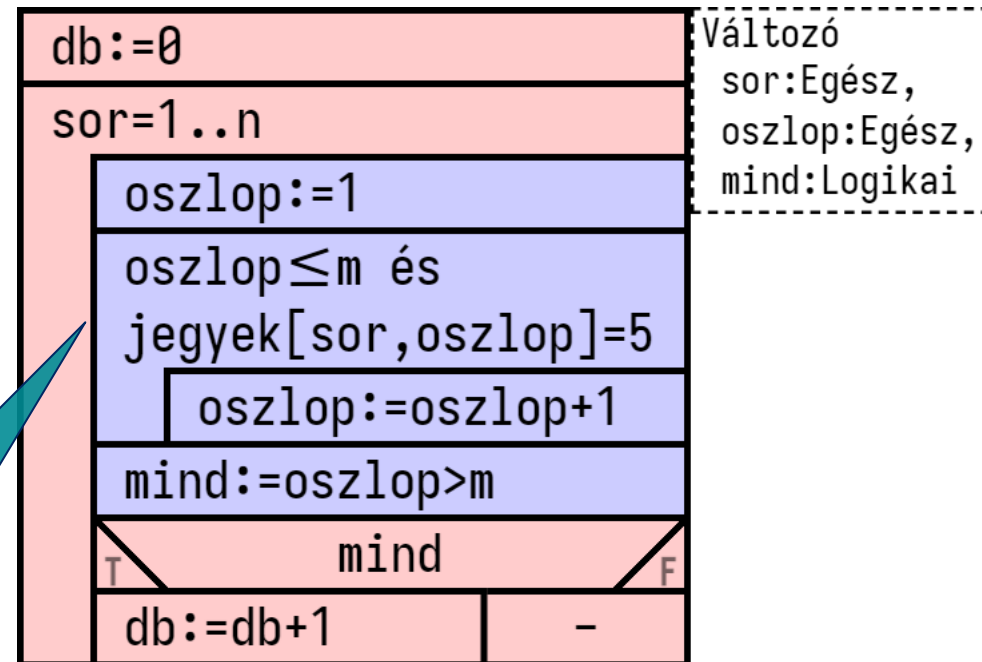 db:=0
sor=1..n
oszlop:=1
oszlop≤m és
jegyek[sor,oszlop]=5
oszlop:=oszlop+1
mind:=oszlop>m
T mind F
db:=db+1 -
Változó
sor:Egész,
oszlop:Egész,
mind:Logikai